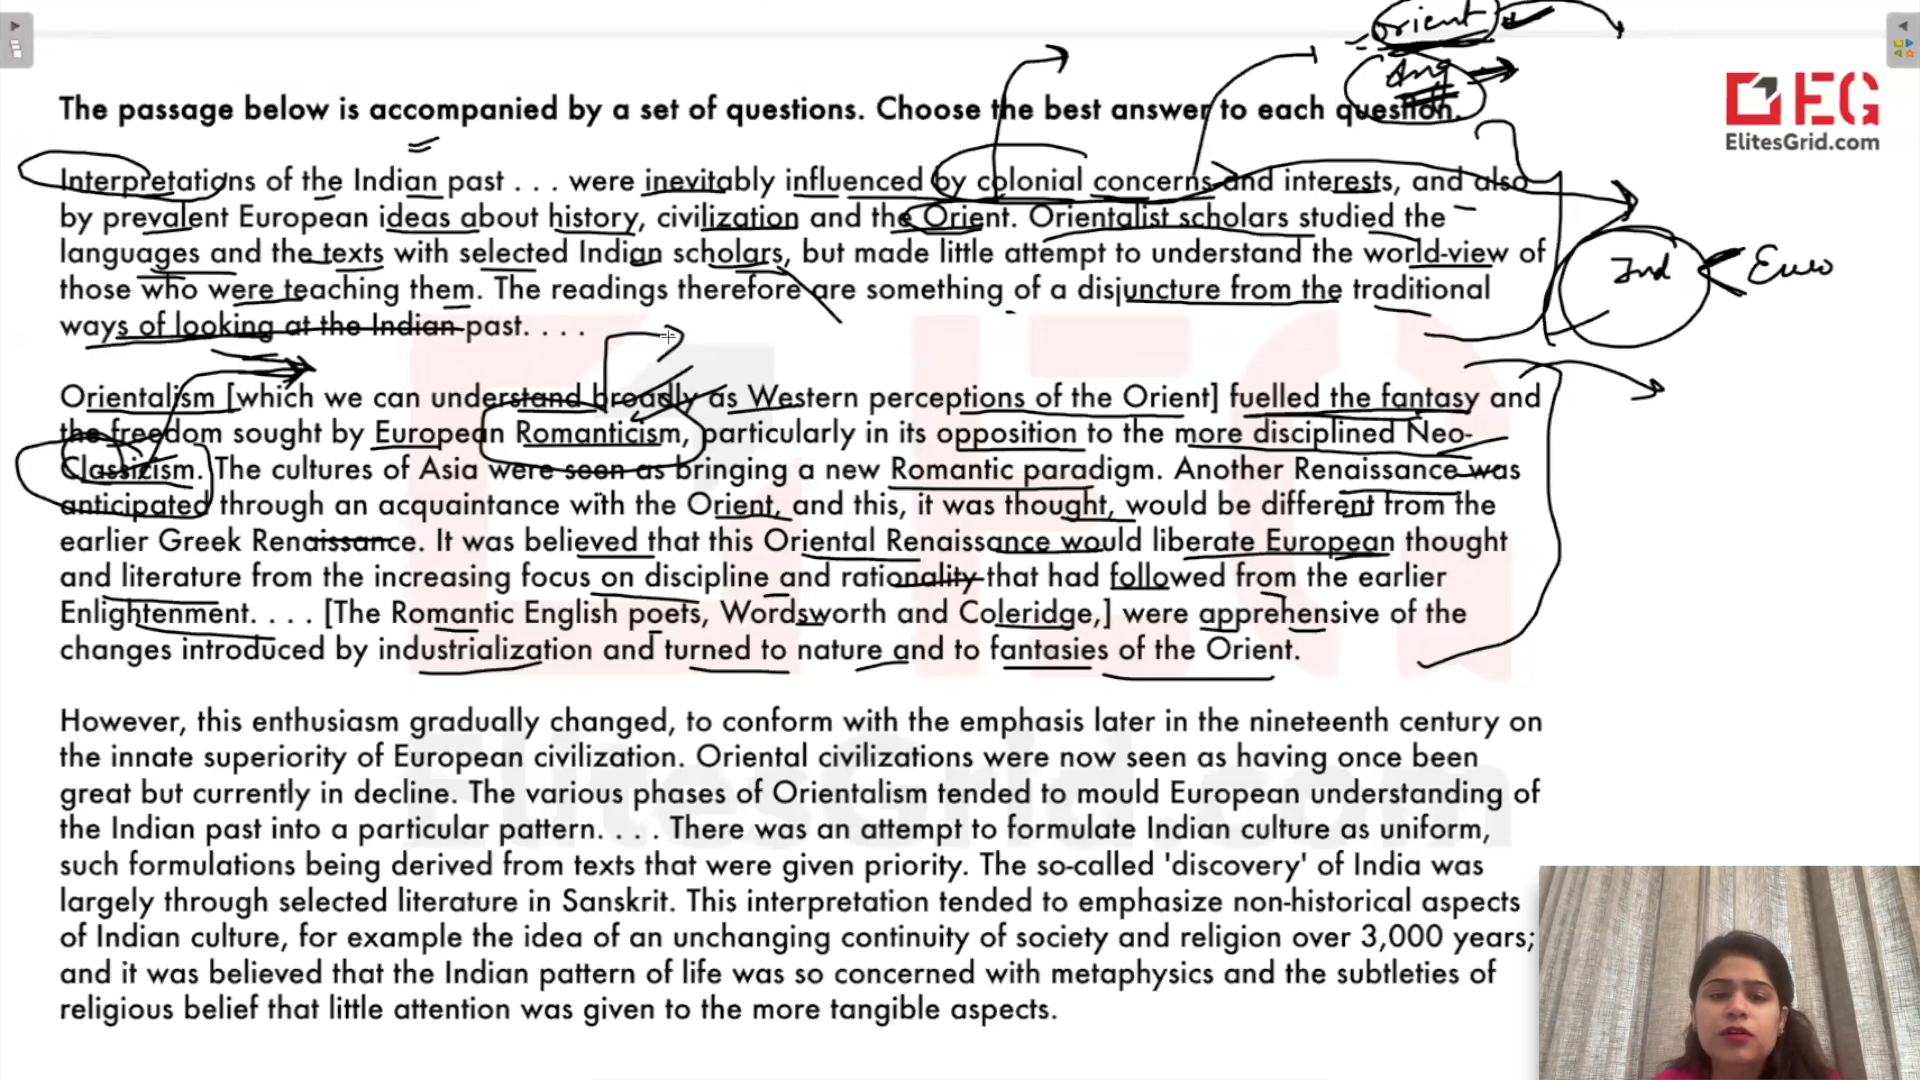 orient
Ang
EG
ElitesGrid.com
The passage below is accompanied by a set of questions. Choose the best answer to each question.
Interpretations of the Indian past . . . were inevitably influenced by colonial concerns and interests, and also
by prevalent European ideas about history, civilization and the Orient. Orientalist scholars studied the
languages and the texts with selected Indian scholars, but made little attempt to understand the world-view of
those who were teaching them. The readings therefore are something of a disjuncture from the traditional
ways of looking at the Indian past. . . .
Ind
Euro
Orientalism [which we can understand broadly as Western perceptions of the Orient] fuelled the fantasy and
the freedom sought by European Romanticism, particularly in its opposition to the more disciplined Neo-
Classicism. The cultures of Asia were seen as bringing a new Romantic paradigm. Another Renaissance was
anticipated through an acquaintance with the Orient, and this, it was thought, would be different from the
earlier Greek Renaissance. It was believed that this Oriental Renaissance would liberate European thought
and literature from the increasing focus on discipline and rationality that had followed from the earlier
Enlightenment. . . . [The Romantic English poets, Wordsworth and Coleridge,] were apprehensive of the
changes introduced by industrialization and turned to nature and to fantasies of the Orient.
However, this enthusiasm gradually changed, to conform with the emphasis later in the nineteenth century on
the innate superiority of European civilization. Oriental civilizations were now seen as having once been
great but currently in decline. The various phases of Orientalism tended to mould European understanding of
the Indian past into a particular pattern. . . . There was an attempt to formulate Indian culture as uniform,
such formulations being derived from texts that were given priority. The so-called 'discovery' of India was
largely through selected literature in Sanskrit. This interpretation tended to emphasize non-historical aspects
of Indian culture, for example the idea of an unchanging continuity of society and religion over 3,000 years;
and it was believed that the Indian pattern of life was so concerned with metaphysics and the subtleties of
religious belief that little attention was given to the more tangible aspects.